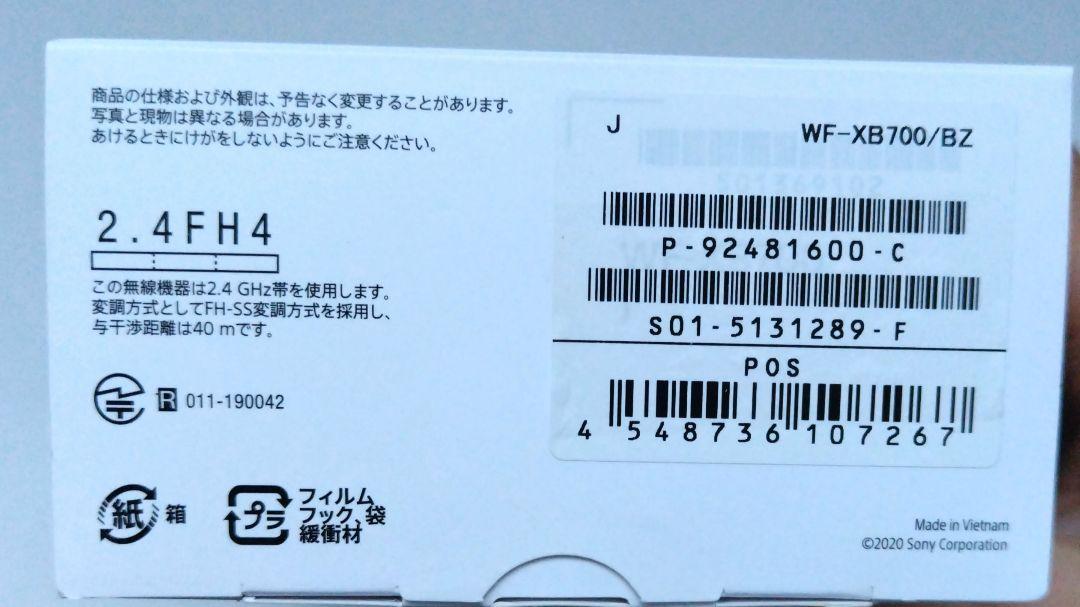 商品の仕様および外観は、予告なく変更することがあります。
写真と現物は異なる場合があります。
あけるときにけがをしないようにご注意ください。
2.4FH4
この無線機器は2.4 GHz帯を使用します。
変調方式としてFH-SS変調方式を採用し、
与干渉距離は40 mです。
R 011-190042
紙 箱
プラ フィルム
フック、袋
緩衝材
J WF-XB700/BZ
P-92481600-C
S01-5131289-F
POS
4 548736 107267
Made in Vietnam
©2020 Sony Corporation